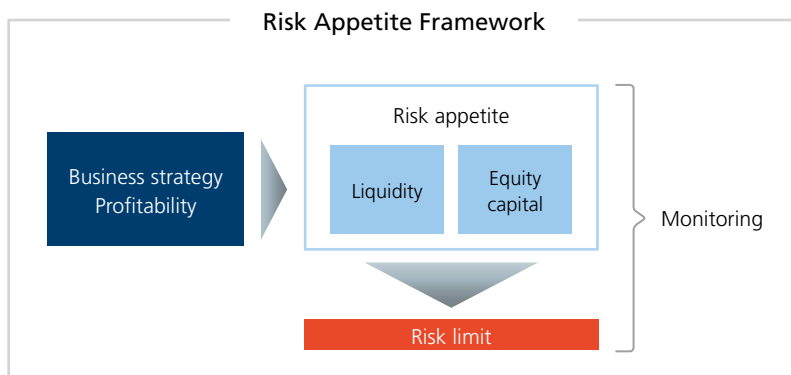 Risk Appetite Framework
Risk appetite
Business strategy
Profitability
Liquidity
Equity
capital
Monitoring
Risk limit